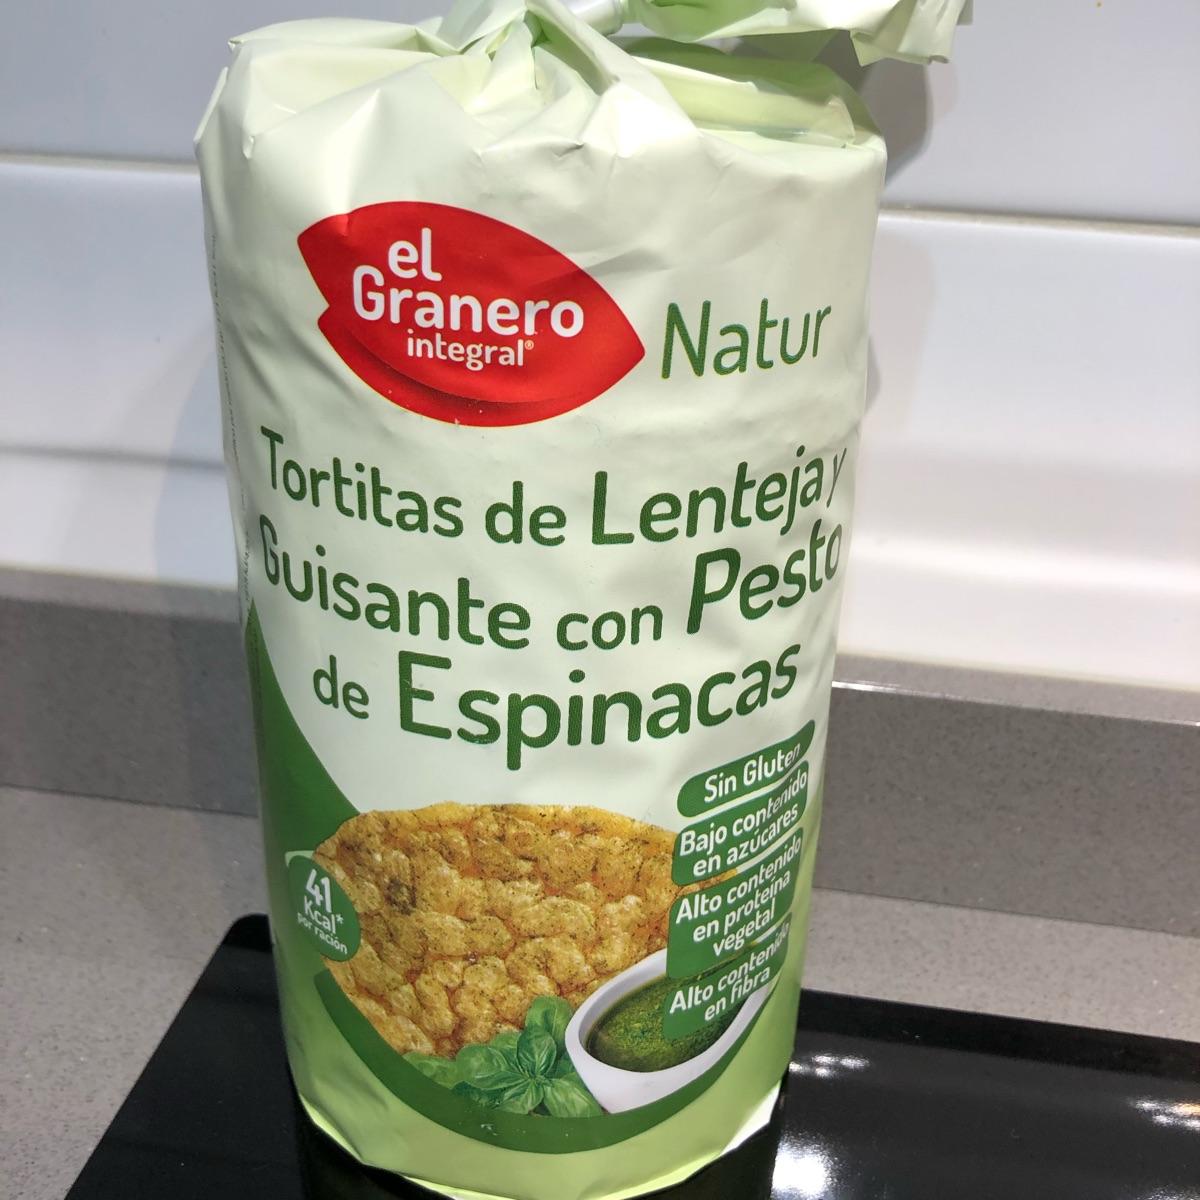 el
Granero
integral®
Natur
Tortitas de Lenteja y
Guisante con Pesto
de Espinacas
Sin Gluten
Bajo contenido
en azúcares
Alto contenido
en proteína
vegetal
Alto contenido
en fibra
41
Kcal*
por ración